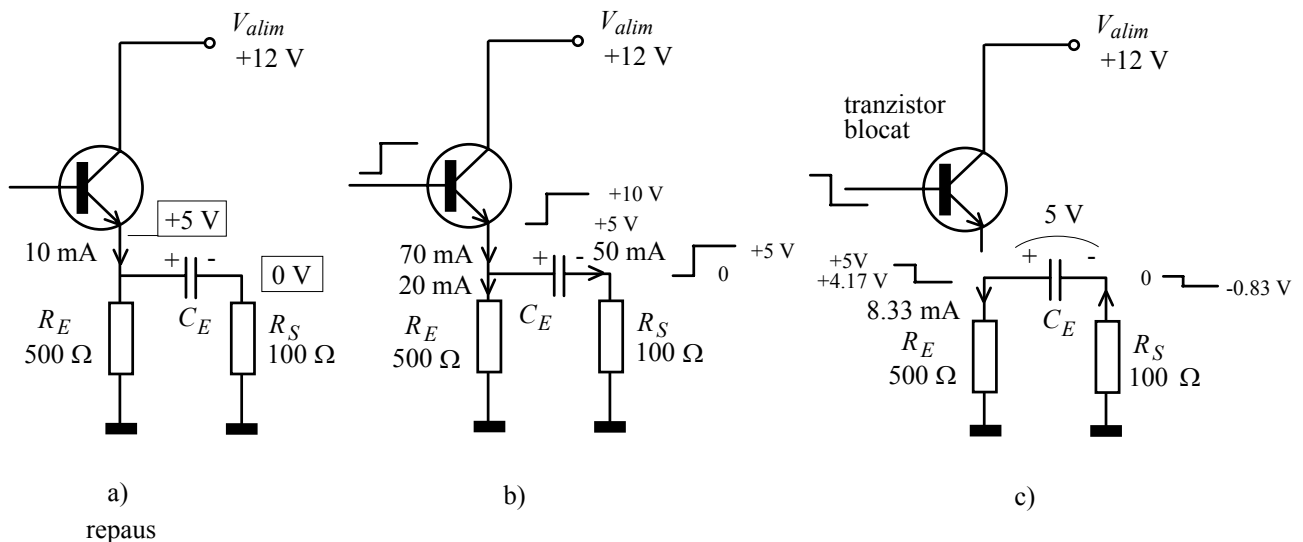 V_alim
+12 V
+5 V
10 mA
+ -
0 V
R_E
500 Ω
C_E
R_S
100 Ω
a)
repaus
V_alim
+12 V
+10 V
+5 V
70 mA
+ -
50 mA
+5 V
0
20 mA
R_E
500 Ω
C_E
R_S
100 Ω
b)
V_alim
+12 V
tranzistor
blocat
5 V
+ -
+5V
+4.17 V
0
-0.83 V
8.33 mA
C_E
R_E
500 Ω
R_S
100 Ω
c)